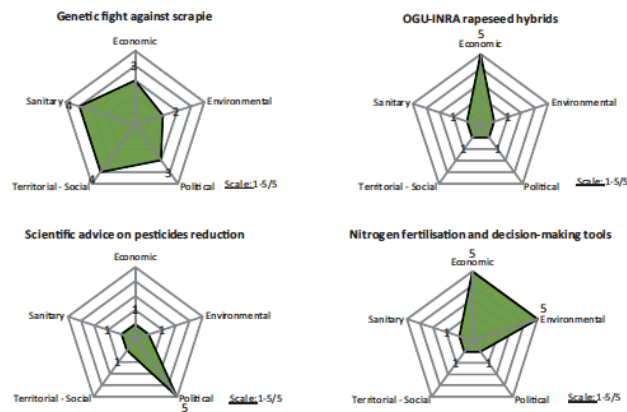 Genetic fight against scrapie
Economic
3
Sanitary
4
2
Environmental
4
3
Territorial - Social
Political
Scale:1-5/5
OGU-INRA rapeseed hybrids
5
Economic
Sanitary
1
1
Environmental
1
1
Territorial - Social
Political
Scale:1-5/5
Scientific advice on pesticides reduction
Economic
1
Sanitary
1
1
Environmental
1
Territorial - Social
Political
5
Scale:1-5/5
Nitrogen fertilisation and decision-making tools
5
Economic
5
Sanitary
1
Environmental
1
1
Territorial - Social
Political
Scale:1-5/5